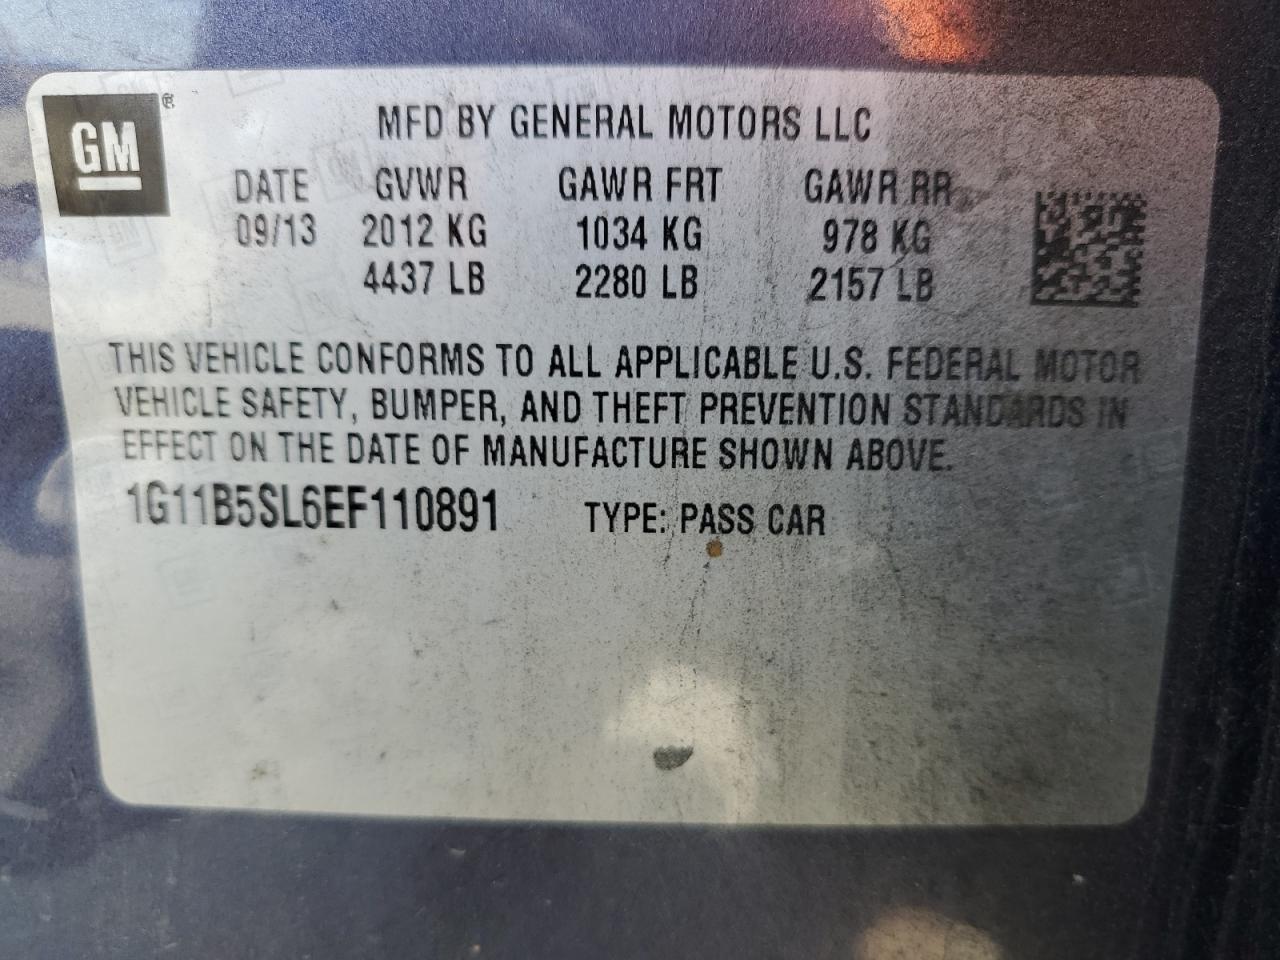 GM ®
MFD BY GENERAL MOTORS LLC
DATE GVWR GAWR FRT GAWR RR
09/13 2012 KG 1034 KG 978 KG
4437 LB 2280 LB 2157 LB
THIS VEHICLE CONFORMS TO ALL APPLICABLE U.S. FEDERAL MOTOR
VEHICLE SAFETY, BUMPER, AND THEFT PREVENTION STANDARDS IN
EFFECT ON THE DATE OF MANUFACTURE SHOWN ABOVE.
1G11B5SL6EF110891 TYPE: PASS CAR